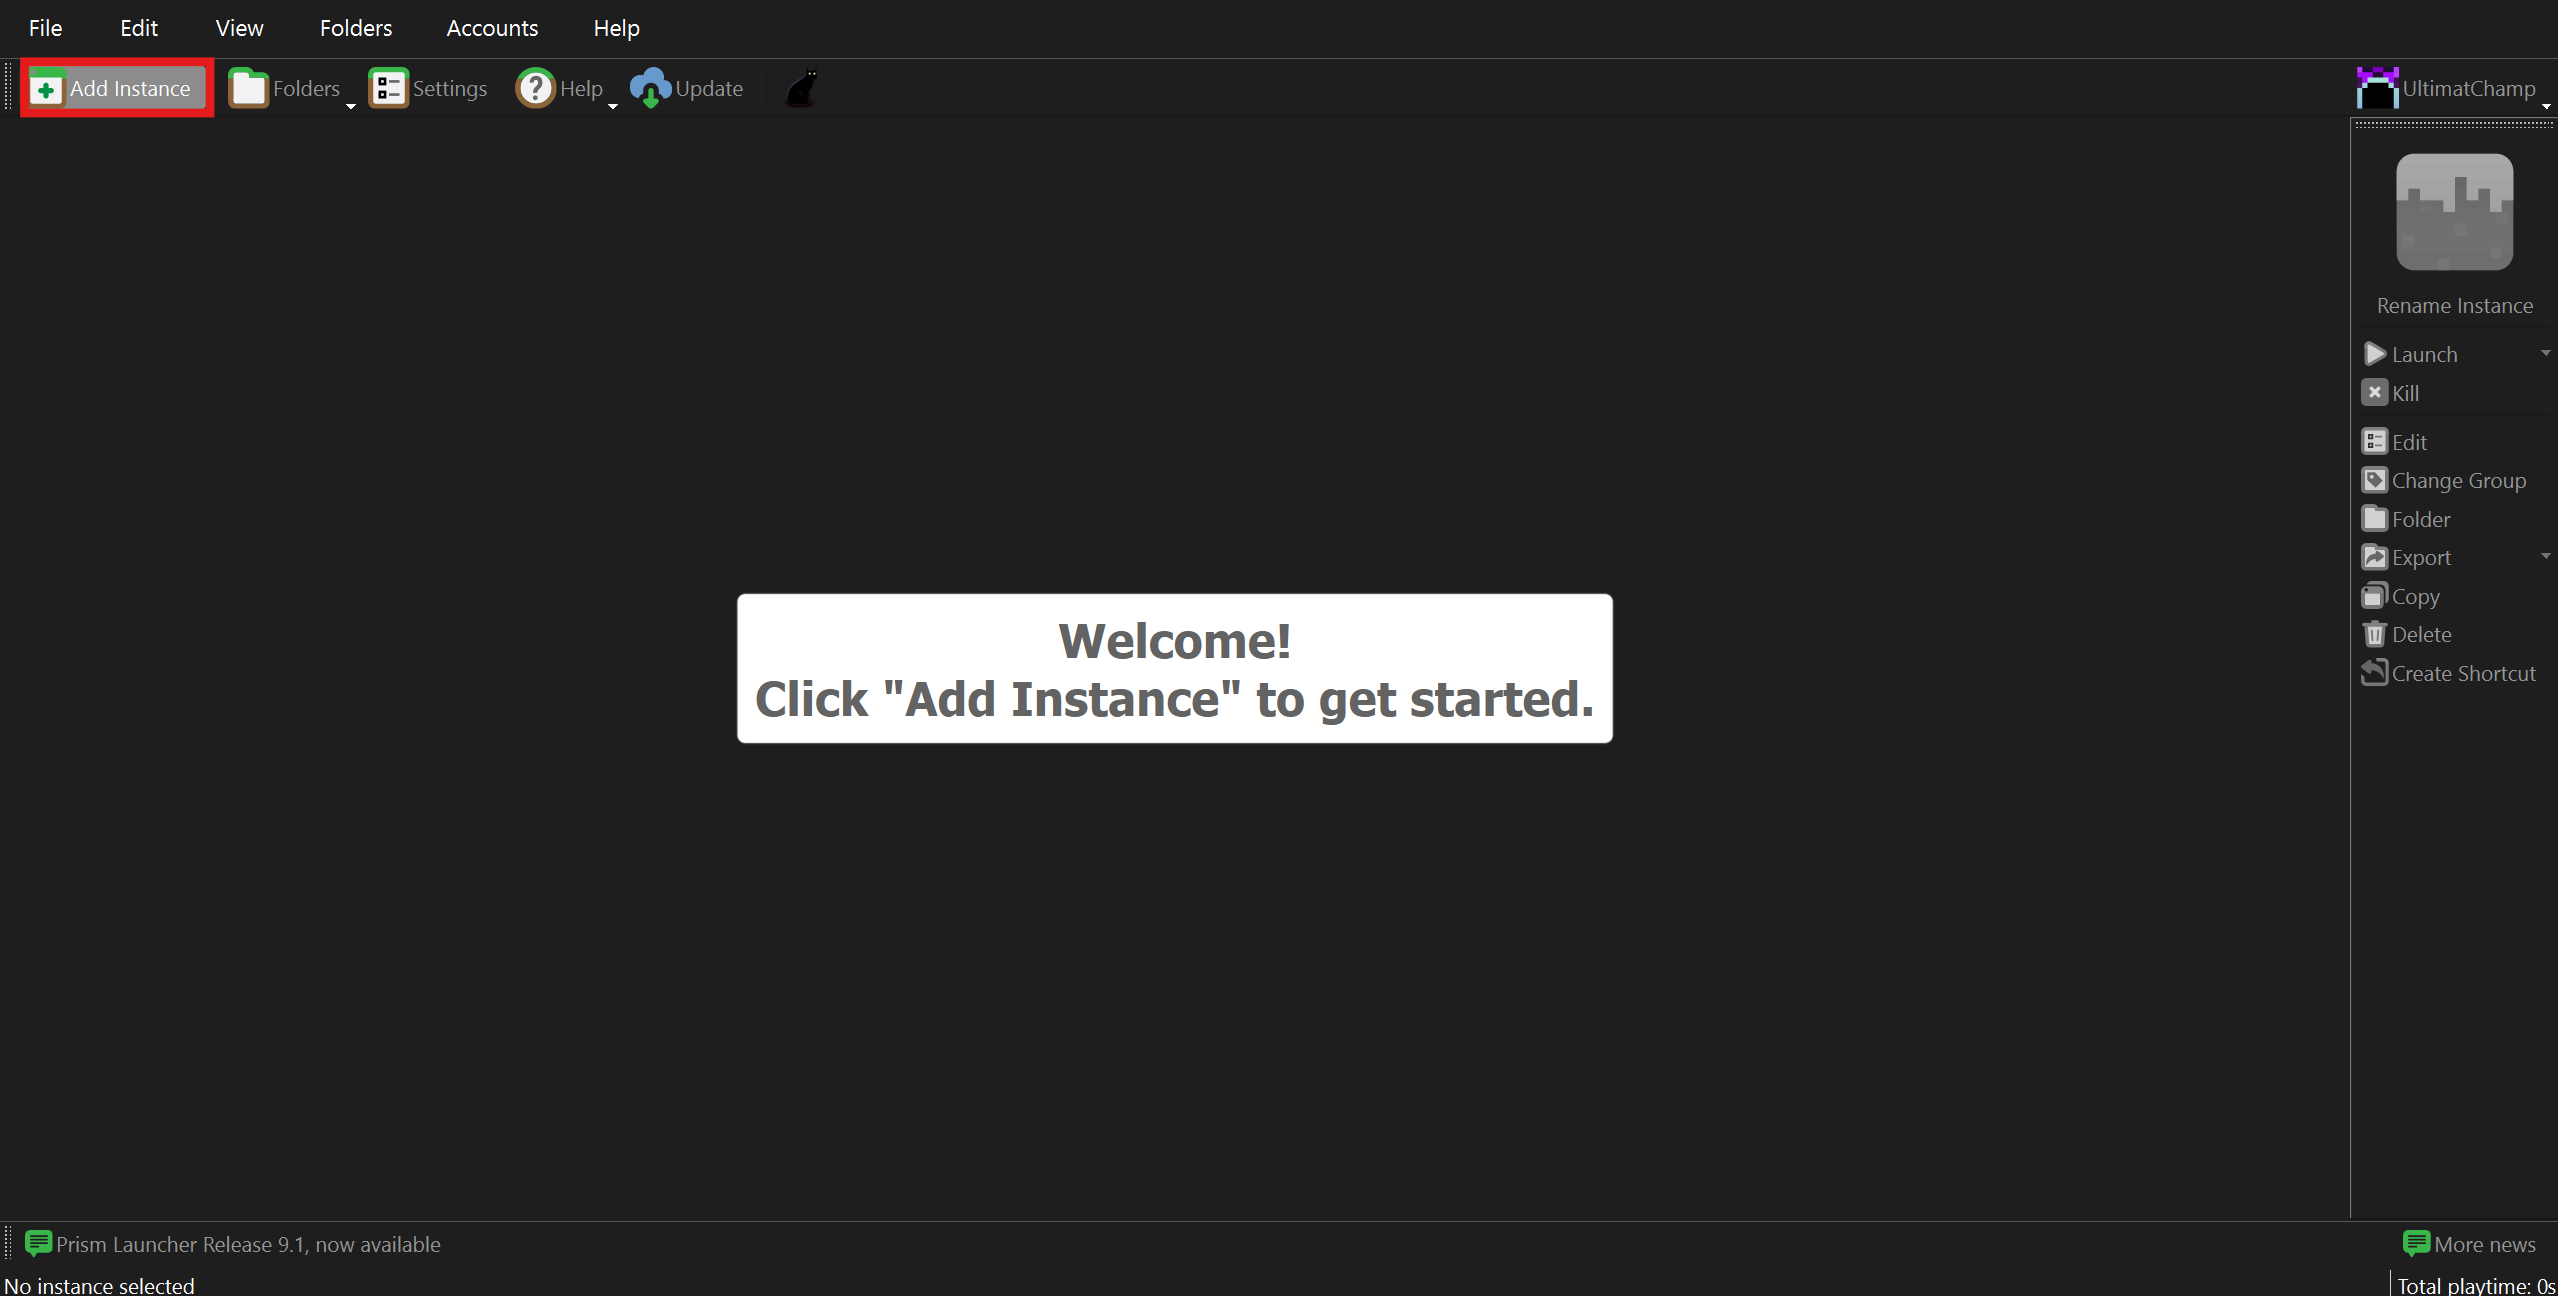 File Edit View Folders Accounts Help
Add Instance Folders Settings Help Update UltimatChamp
Rename Instance
Launch
Kill
Edit
Change Group
Folder
Export
Copy
Delete
Create Shortcut
Welcome!
Click "Add Instance" to get started.
Prism Launcher Release 9.1, now available More news
No instance selected Total playtime: 0s